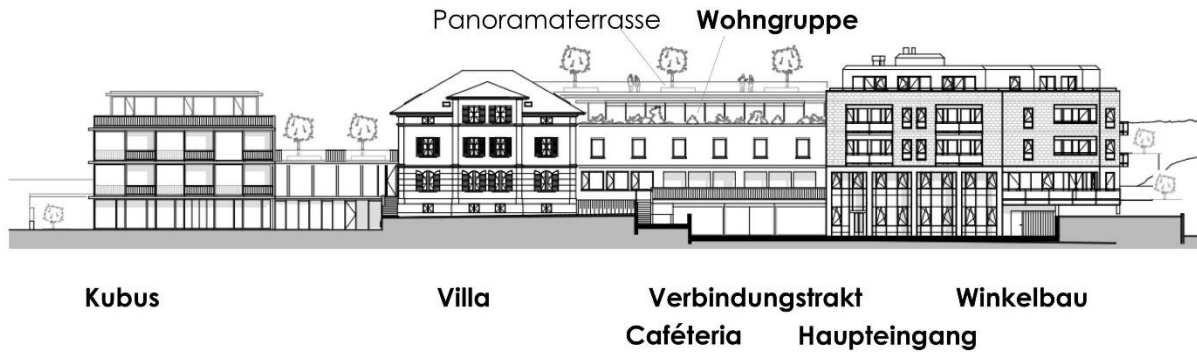 Panoramaterrasse Wohngruppe
Kubus Villa Verbindungstrakt Winkelbau
Caféteria Haupteingang